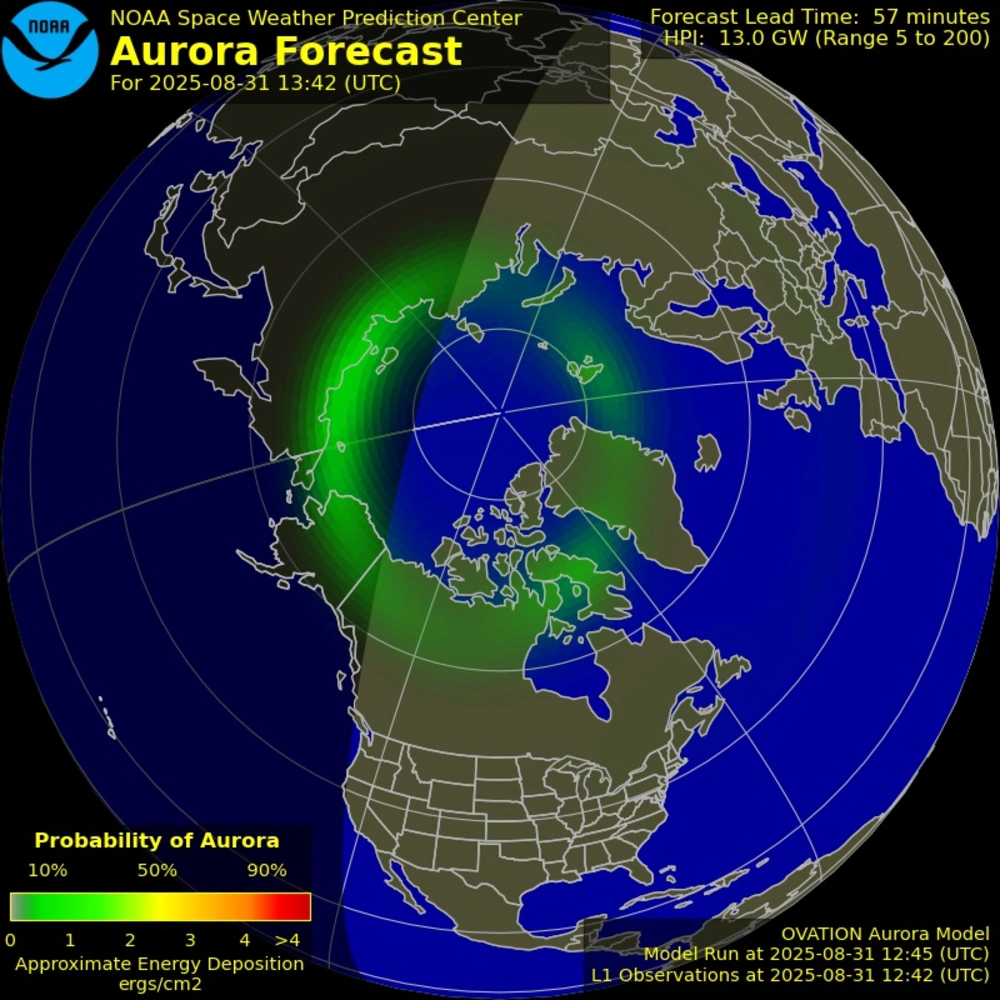 NOAA
NOAA Space Weather Prediction Center
Aurora Forecast
For 2025-08-31 13:42 (UTC)
Forecast Lead Time: 57 minutes
HPI: 13.0 GW (Range 5 to 200)
Probability of Aurora
10% 50% 90%
0 1 2 3 4 >4
Approximate Energy Deposition
ergs/cm2
OVATION Aurora Model
Model Run at 2025-08-31 12:45 (UTC)
L1 Observations at 2025-08-31 12:42 (UTC)